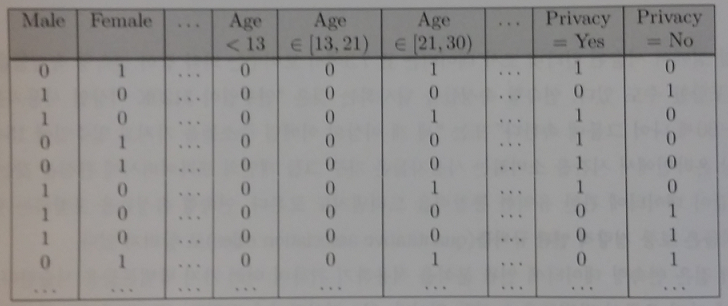 Male Female ... Age Age Age ... Privacy Privacy
< 13 ∈ [13, 21) ∈ [21, 30) = Yes = No
0 1 ... 0 0 1 ... 1 0
1 0 ... 0 0 0 ... 0 1
1 0 ... 0 0 1 ... 1 0
0 1 ... 0 0 0 ... 1 0
0 1 ... 0 0 0 ... 1 0
1 0 ... 0 0 1 ... 1 0
1 0 ... 0 0 0 ... 0 1
1 0 ... 0 0 0 ... 0 1
0 1 ... 0 0 1 ... 0 1
... ... ... ... ... ... ... ... ...